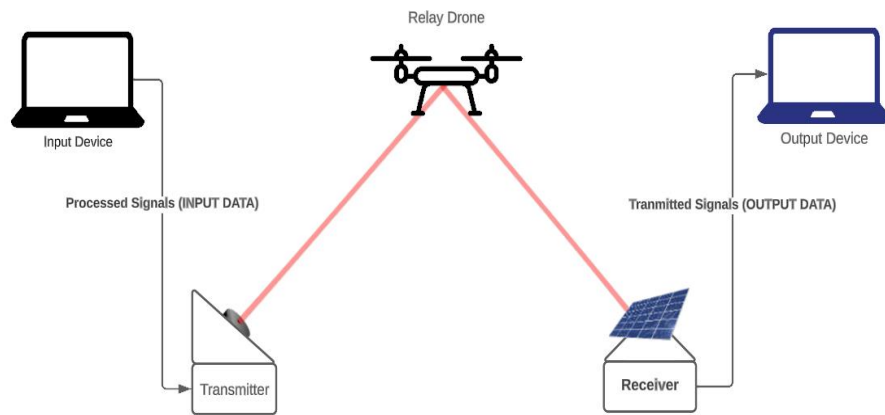 Relay Drone
Input Device
Output Device
Processed Signals (INPUT DATA)
Tranmitted Signals (OUTPUT DATA)
Transmitter
Receiver